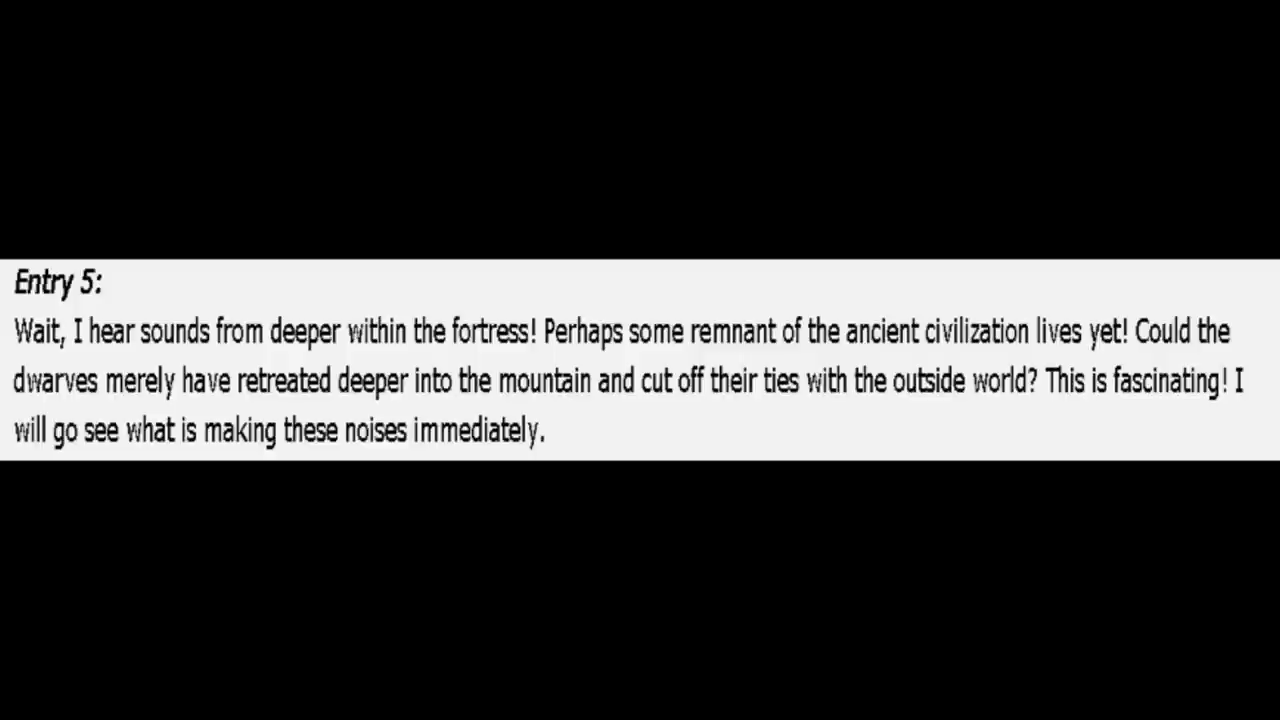 Entry 5:
Wait, I hear sounds from deeper within the fortress! Perhaps some remnant of the ancient civilization lives yet! Could the
dwarves merely have retreated deeper into the mountain and cut off their ties with the outside world? This is fascinating! I
will go see what is making these noises immediately.